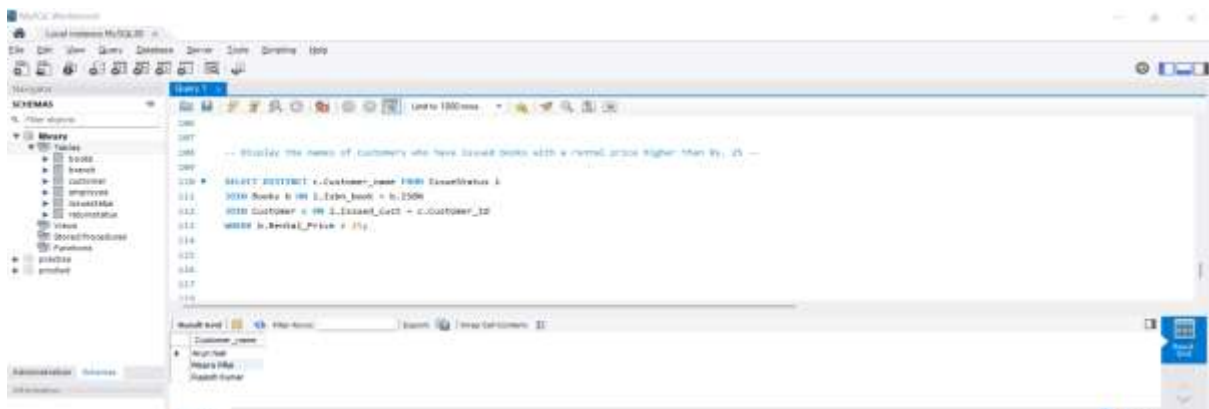 MySQL Workbench
Local instance MySQL80
File Edit View Query Database Server Tools Scripting Help
Navigator
Query 1
SCHEMAS
Limit to 1000 rows
Filter objects
library
Tables
books
branch
customer
employee
issuestatus
returnstatus
Views
Stored Procedures
Functions
106
107
108 -- Display the names of customers who have issued books with a rental price higher than Rs. 25 --
109
110 SELECT DISTINCT c.Customer_name FROM IssueStatus i
111 JOIN Books b ON i.Isbn_book = b.ISBN
112 JOIN Customer c ON i.Issued_cust = c.Customer_Id
113 WHERE b.Rental_Price > 25;
114
115
116
117
118
Result Grid Filter Rows: Export: Wrap Cell Content:
Customer_name
Arun Nair
Meera Pillai
Rajesh Kumar
Result Grid
Administration Schemas
Information